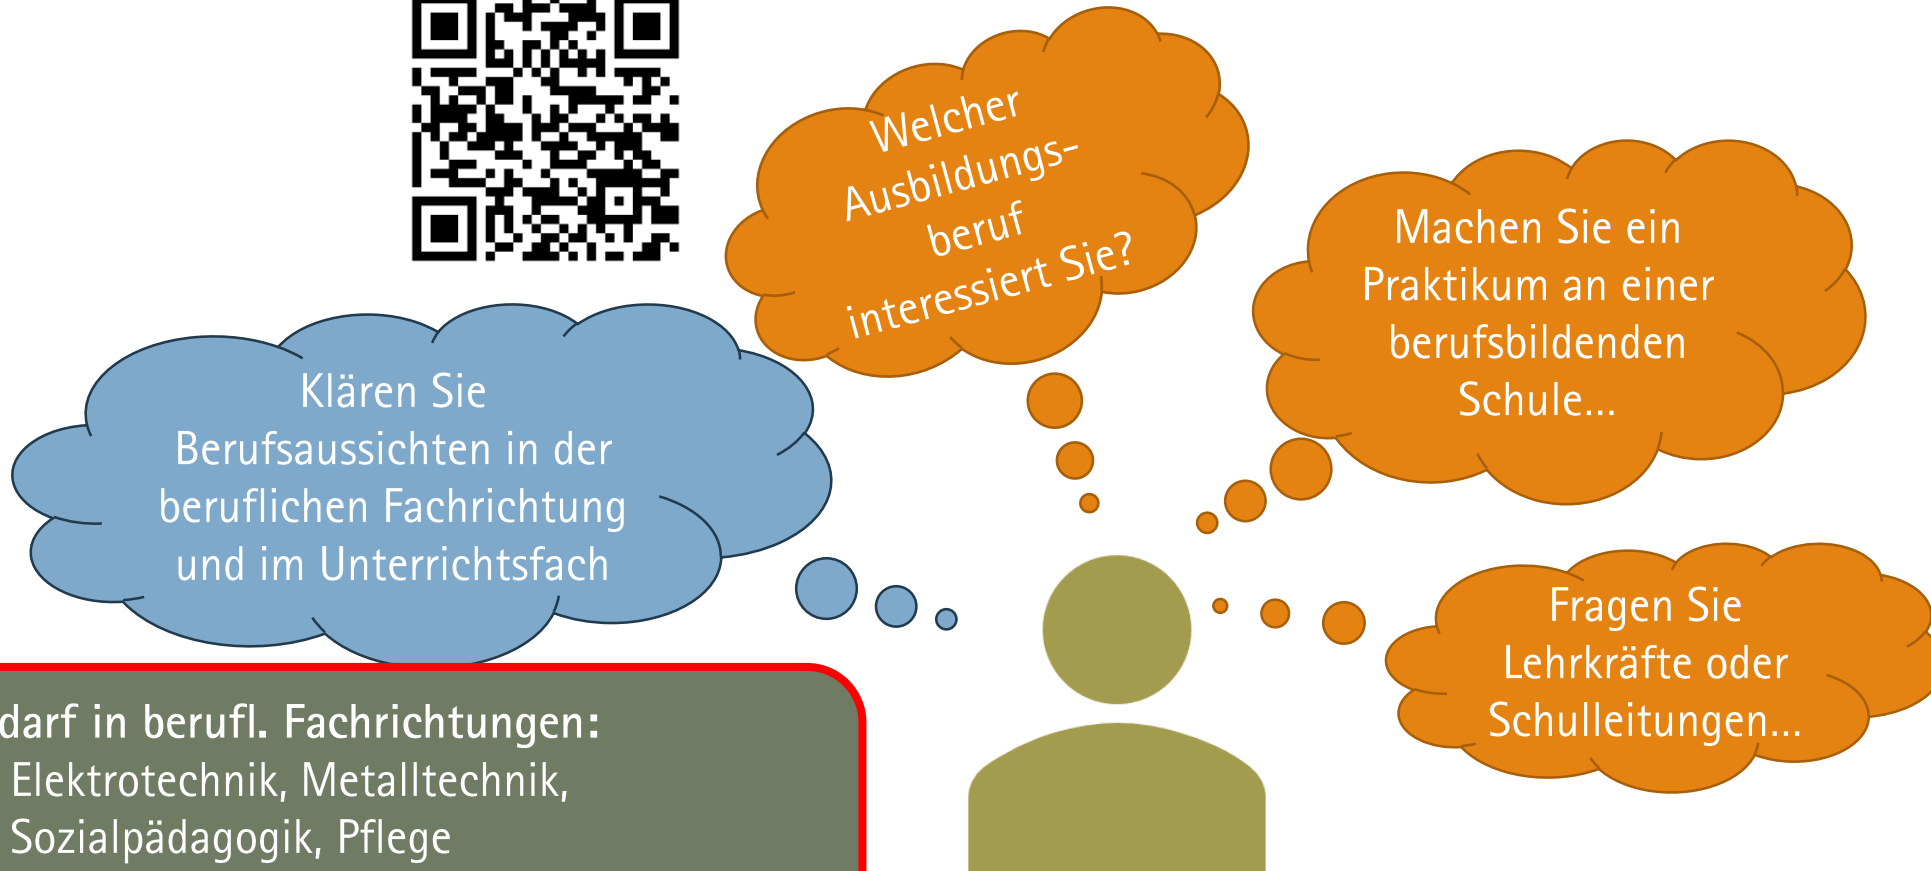 Welcher
Ausbildungs-
beruf
interessiert Sie?
Machen Sie ein
Praktikum an einer
berufsbildenden
Schule...
Klären Sie
Berufsaussichten in der
beruflichen Fachrichtung
und im Unterrichtsfach
Fragen Sie
Lehrkräfte oder
Schulleitungen...
darf in berufl. Fachrichtungen:
Elektrotechnik, Metalltechnik,
Sozialpädagogik, Pflege